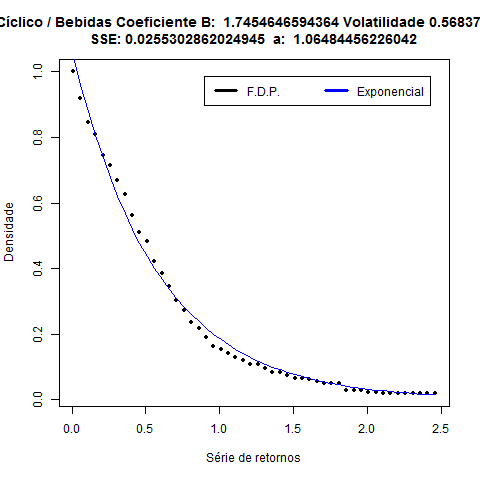 Cíclico / Bebidas Coeficiente B: 1.7454646594364 Volatilidade 0.56837
SSE: 0.0255302862024945 a: 1.06484456226042
F.D.P. Exponencial
Densidade
1.0
0.8
0.6
0.4
0.2
0.0
0.0 0.5 1.0 1.5 2.0 2.5
Série de retornos